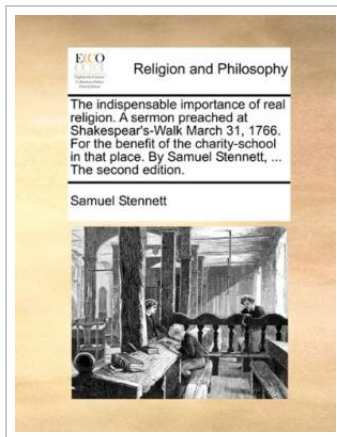 ECCO
Religion and Philosophy
The indispensable importance of real
religion. A sermon preached at
Shakespear's-Walk March 31, 1766.
For the benefit of the charity-school
in that place. By Samuel Stennett, ...
The second edition.
Samuel Stennett